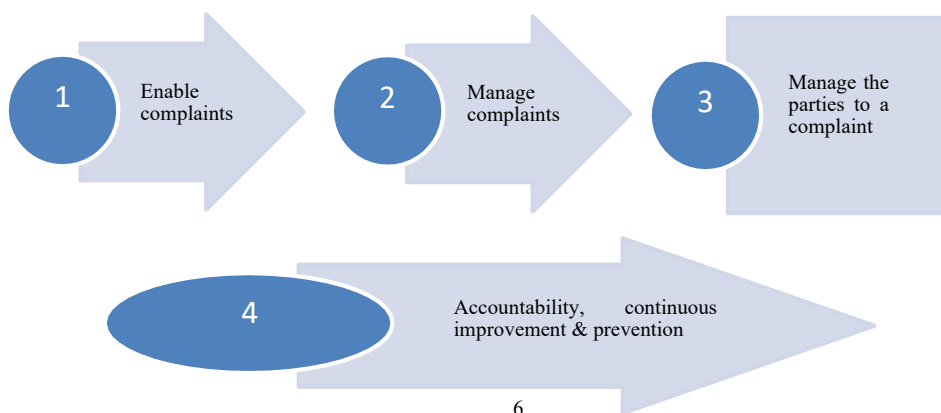 1
Enable
complaints
2
Manage
complaints
3
Manage the
parties to a
complaint
4
Accountability, continuous
improvement & prevention
6